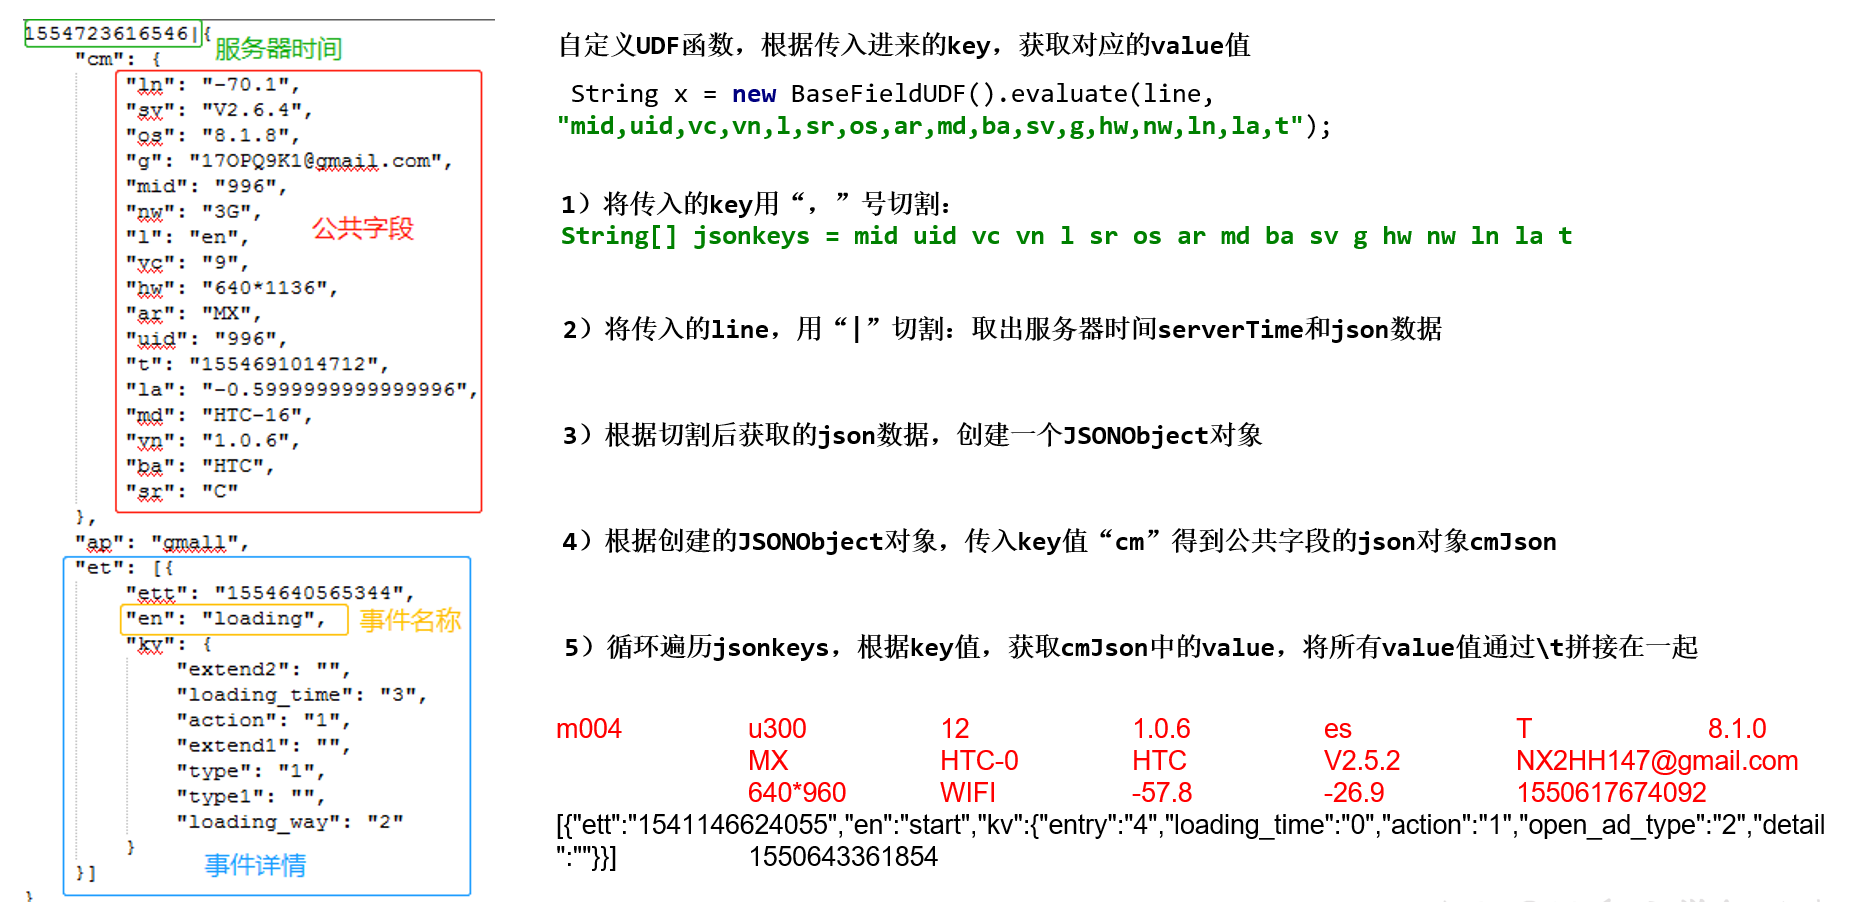 1554723616546|{
服务器时间
"cm": {
"ln": "-70.1",
"sv": "V2.6.4",
"os": "8.1.8",
"g": "17OPQ9K1@gmail.com",
"mid": "996",
"nw": "3G",
"l": "en",
公共字段
"vc": "9",
"hw": "640*1136",
"ar": "MX",
"uid": "996",
"t": "1554691014712",
"la": "-0.5999999999999996",
"md": "HTC-16",
"vn": "1.0.6",
"ba": "HTC",
"sr": "C"
},
"ap": "gmall",
"et": [{
"ett": "1554640565344",
"en": "loading",
事件名称
"kv": {
"extend2": "",
"loading_time": "3",
"action": "1",
"extend1": "",
"type": "1",
"type1": "",
"loading_way": "2"
}
事件详情
}]
}
自定义UDF函数，根据传入进来的key，获取对应的value值
String x = new BaseFieldUDF().evaluate(line,
"mid,uid,vc,vn,l,sr,os,ar,md,ba,sv,g,hw,nw,ln,la,t");
1）将传入的key用“，”号切割：
String[] jsonkeys = mid uid vc vn l sr os ar md ba sv g hw nw ln la t
2）将传入的line，用“|”切割：取出服务器时间serverTime和json数据
3）根据切割后获取的json数据，创建一个JSONObject对象
4）根据创建的JSONObject对象，传入key值“cm”得到公共字段的json对象cmJson
5）循环遍历jsonkeys，根据key值，获取cmJson中的value，将所有value值通过\t拼接在一起
m004 u300 12 1.0.6 es T 8.1.0
MX HTC-0 HTC V2.5.2 NX2HH147@gmail.com
640*960 WIFI -57.8 -26.9 1550617674092
[{"ett":"1541146624055","en":"start","kv":{"entry":"4","loading_time":"0","action":"1","open_ad_type":"2","detail
":""}}] 1550643361854